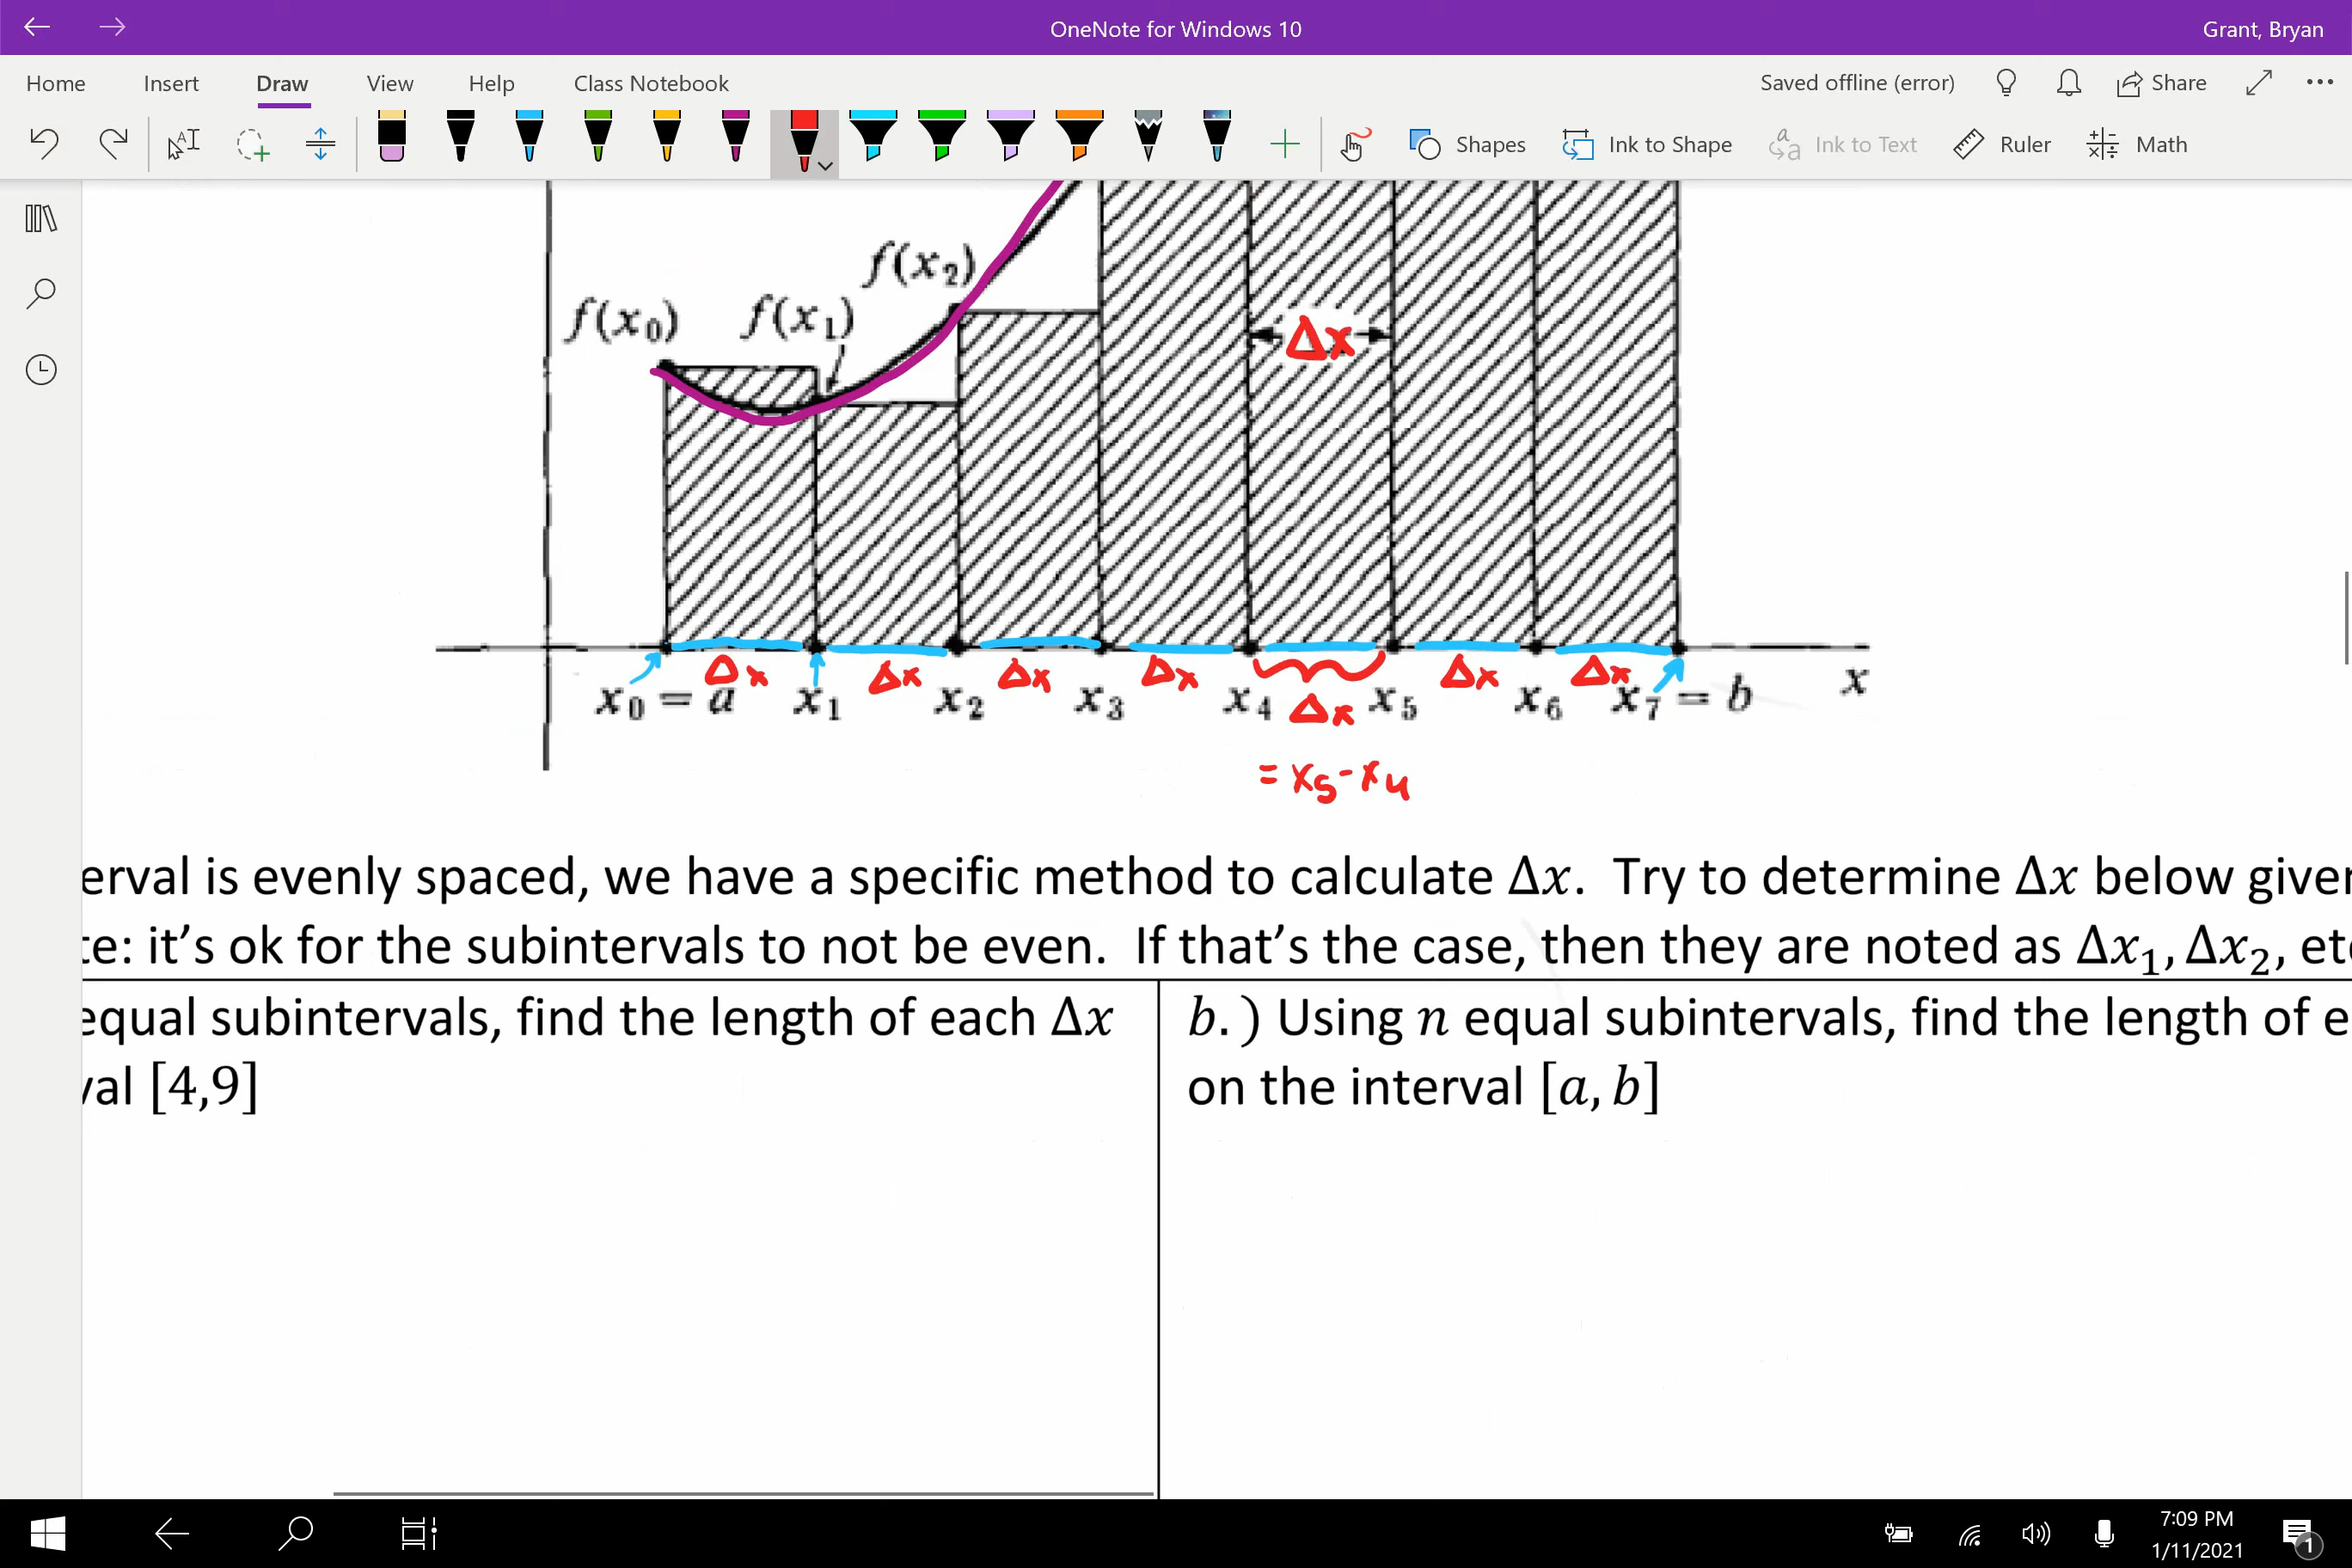 OneNote for Windows 10
Grant, Bryan
Home Insert Draw View Help Class Notebook
Saved offline (error) Share
Shapes Ink to Shape Ink to Text Ruler Math
f(x₂)
f(x₀) f(x₁)
Δx
Δx Δx Δx Δx Δx Δx
x₀ = a x₁ x₂ x₃ x₄ Δx x₅ x₆ x₇ = b x
= x₅ - x₄
erval is evenly spaced, we have a specific method to calculate Δx. Try to determine Δx below give
te: it's ok for the subintervals to not be even. If that's the case, then they are noted as Δx₁, Δx₂, et
equal subintervals, find the length of each Δx
val [4,9]
b.) Using n equal subintervals, find the length of e
on the interval [a, b]
7:09 PM
1/11/2021
1